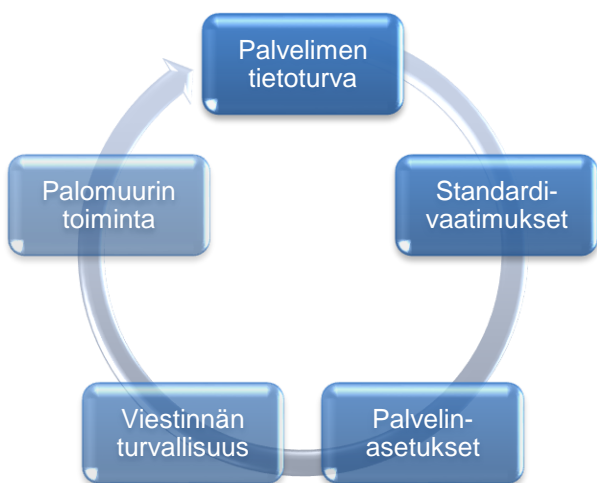 Palvelimen
tietoturva
Standardi-
vaatimukset
Palvelin-
asetukset
Viestinnän
turvallisuus
Palomuurin
toiminta